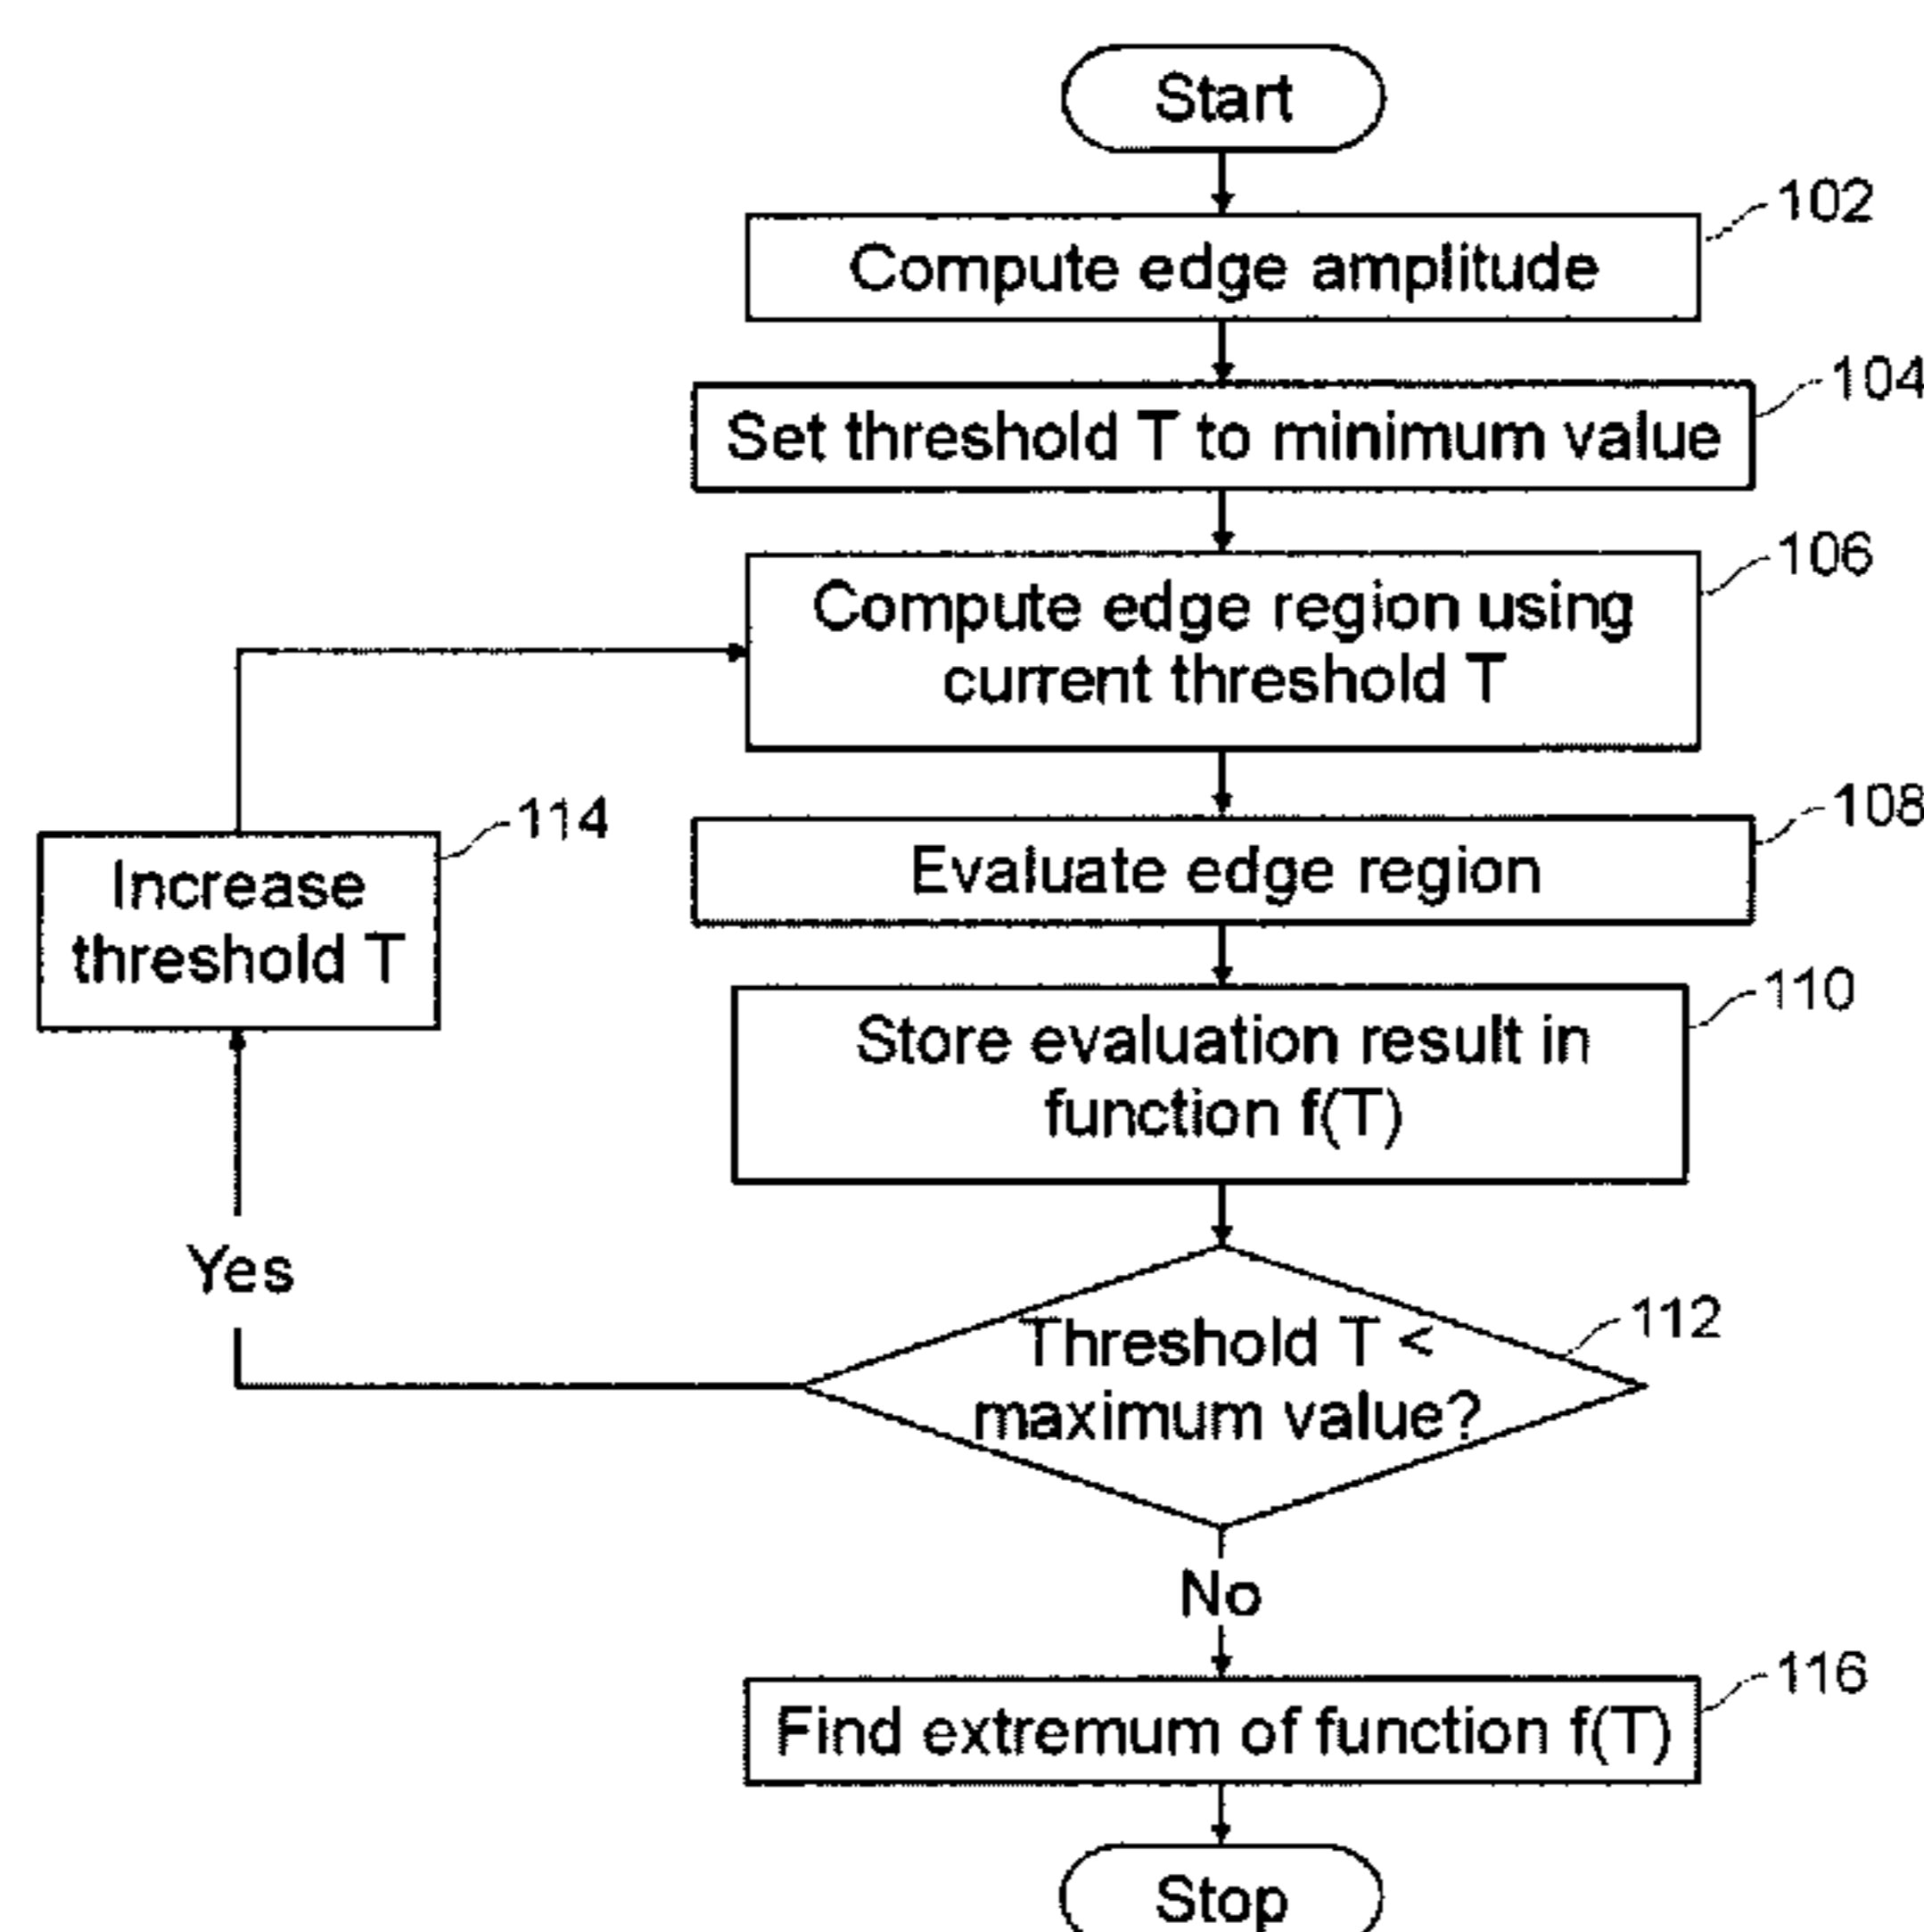 Start
102
Compute edge amplitude
104
Set threshold T to minimum value
106
Compute edge region using
current threshold T
108
Evaluate edge region
114
Increase
threshold T
110
Store evaluation result in
function f(T)
Yes
112
Threshold T <
maximum value?
No
116
Find extremum of function f(T)
Stop